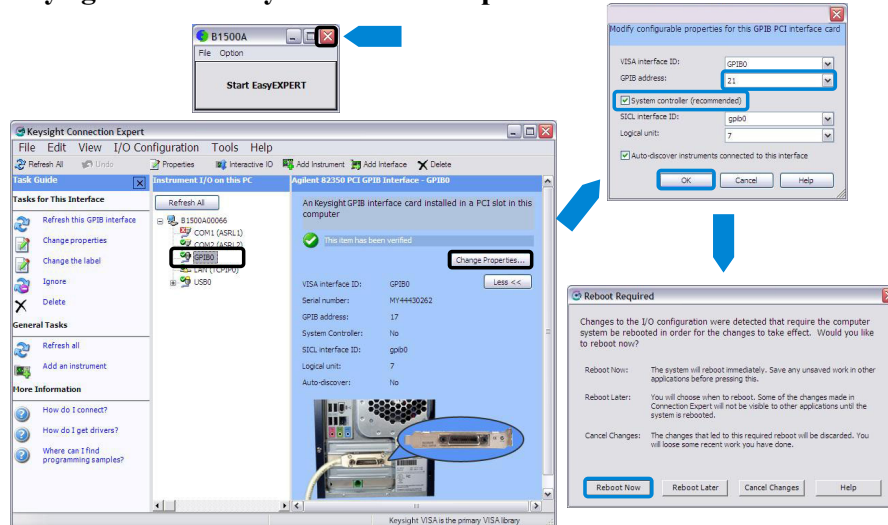 B1500A
File Option
Start EasyEXPERT
Modify configurable properties for this GPIB PCI interface card
VISA interface ID: GPIB0
GPIB address: 21
System controller (recommended)
SICL interface ID: gpib0
Logical unit: 7
Auto-discover instruments connected to this interface
OK Cancel Help
Keysight Connection Expert
File Edit View I/O Configuration Tools Help
Refresh All Undo Properties Interactive IO Add Instrument Add Interface Delete
Task Guide
Tasks for This Interface
Refresh this GPIB interface
Change properties
Change the label
Ignore
Delete
General Tasks
Refresh all
Add an instrument
More Information
How do I connect?
How do I get drivers?
Where can I find
programming samples?
Instrument I/O on this PC
Refresh All
COM1 (ASRL1)
COM2 (ASRL2)
GPIB0
LAN (TCPIP0)
USB0
Agilent 82350 PCI GPIB Interface - GPIB0
An Keysight GPIB interface card installed in a PCI slot in this
computer
This item has been verified
Change Properties...
Less <<
VISA interface ID: GPIB0
Serial number: MY44430262
GPIB address: 17
System Controller: No
SICL interface ID: gpib0
Logical unit: 7
Auto-discover: No
Keysight VISA is the primary VISA library
Reboot Required
Changes to the I/O configuration were detected that require the computer
system be rebooted in order for the changes to take effect. Would you like
to reboot now?
Reboot Now: The system will reboot immediately. Save any unsaved work in other
applications before pressing this.
Reboot Later: You will choose when to reboot. Some of the changes made in
Connection Expert will not be visible to other applications until the
system is rebooted.
Cancel Changes: The changes that led to this required reboot will be discarded. You
will loose some recent work you have done.
Reboot Now Reboot Later Cancel Changes Help